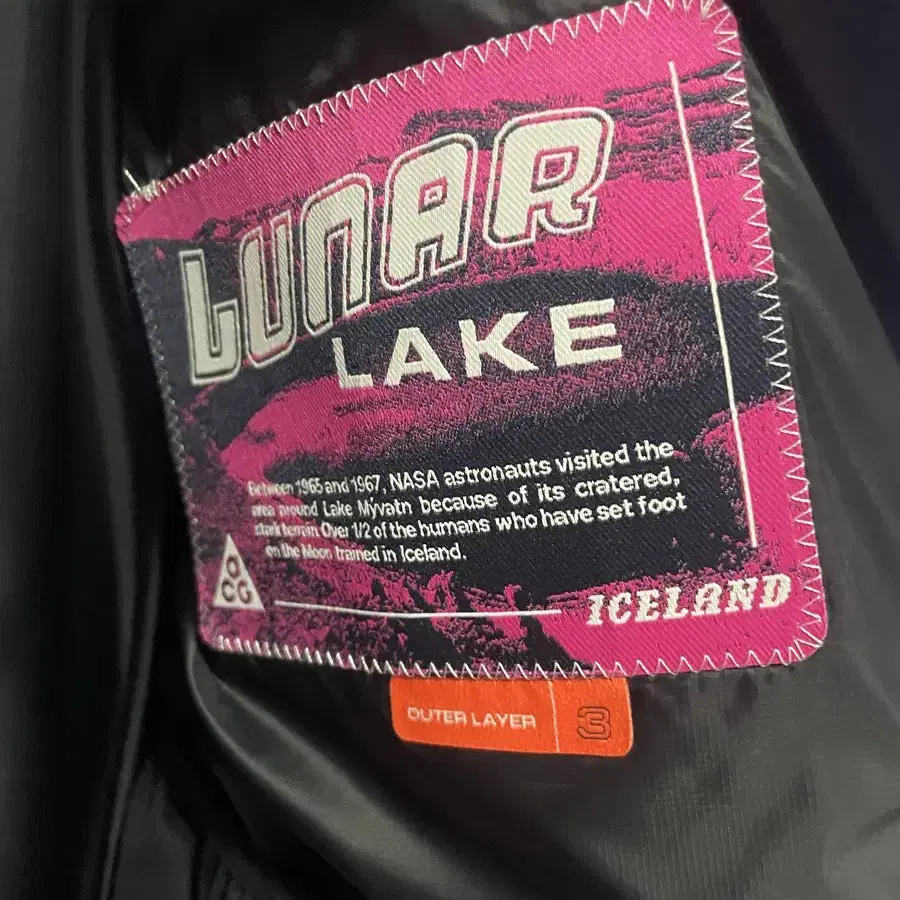 LUNAR
LAKE
Between 1965 and 1967, NASA astronauts visited the
area around Lake Mývatn because of its cratered,
stark terrain. Over 1/2 of the humans who have set foot
on the Moon trained in Iceland.
ACG
ICELAND
OUTER LAYER 3